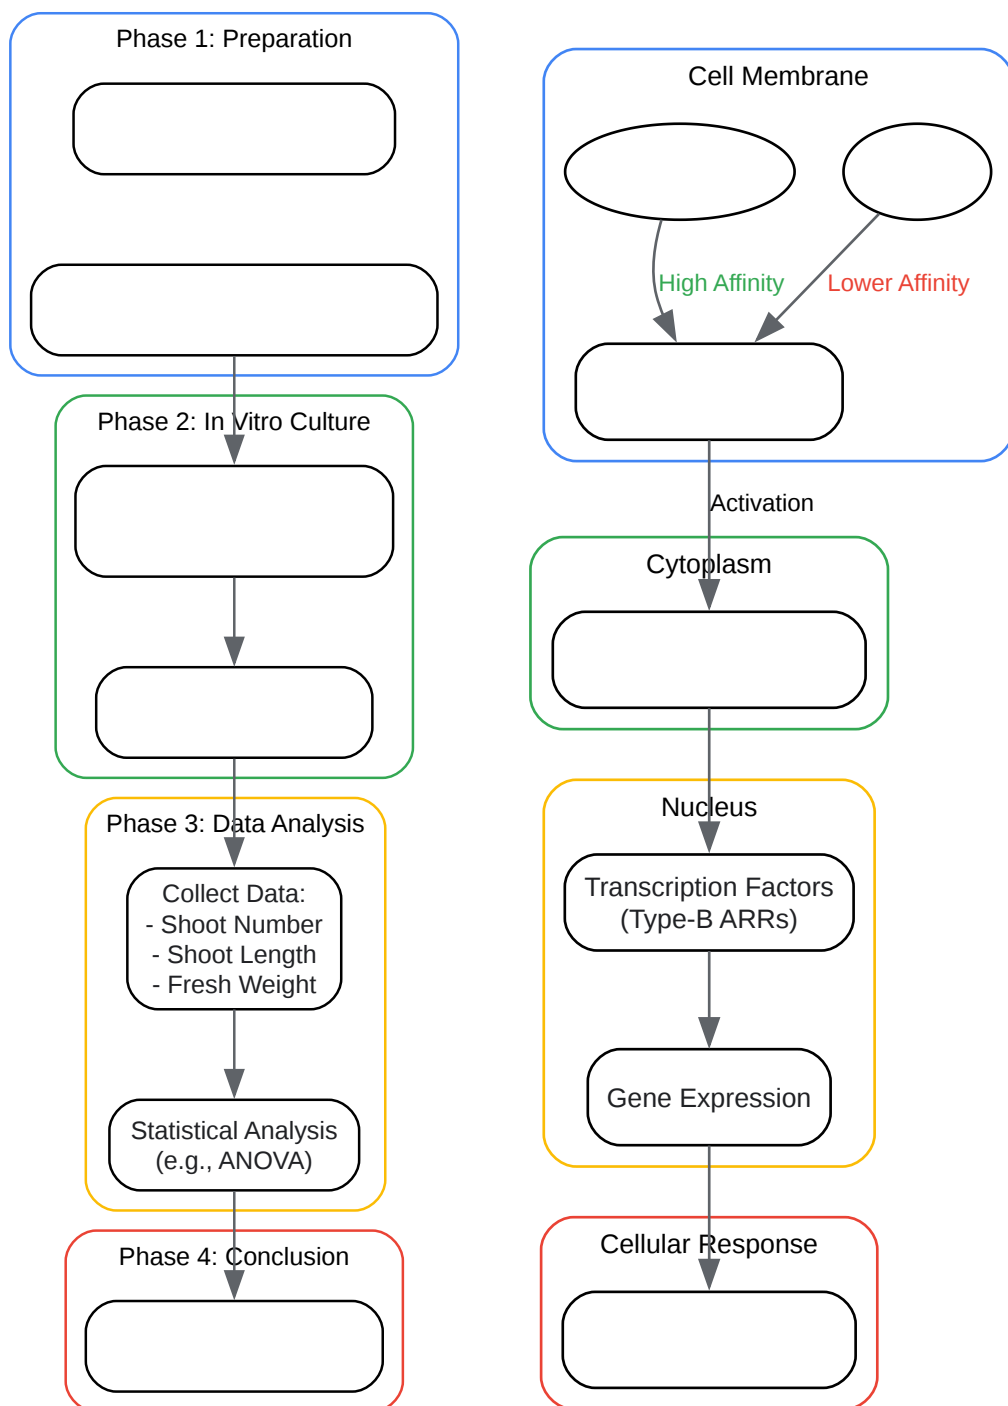 Phase 1: Preparation
Phase 2: In Vitro Culture
Phase 3: Data Analysis
Collect Data:
- Shoot Number
- Shoot Length
- Fresh Weight
Statistical Analysis
(e.g., ANOVA)
Phase 4: Conclusion
Cell Membrane
High Affinity
Lower Affinity
Activation
Cytoplasm
Nucleus
Transcription Factors
(Type-B ARRs)
Gene Expression
Cellular Response